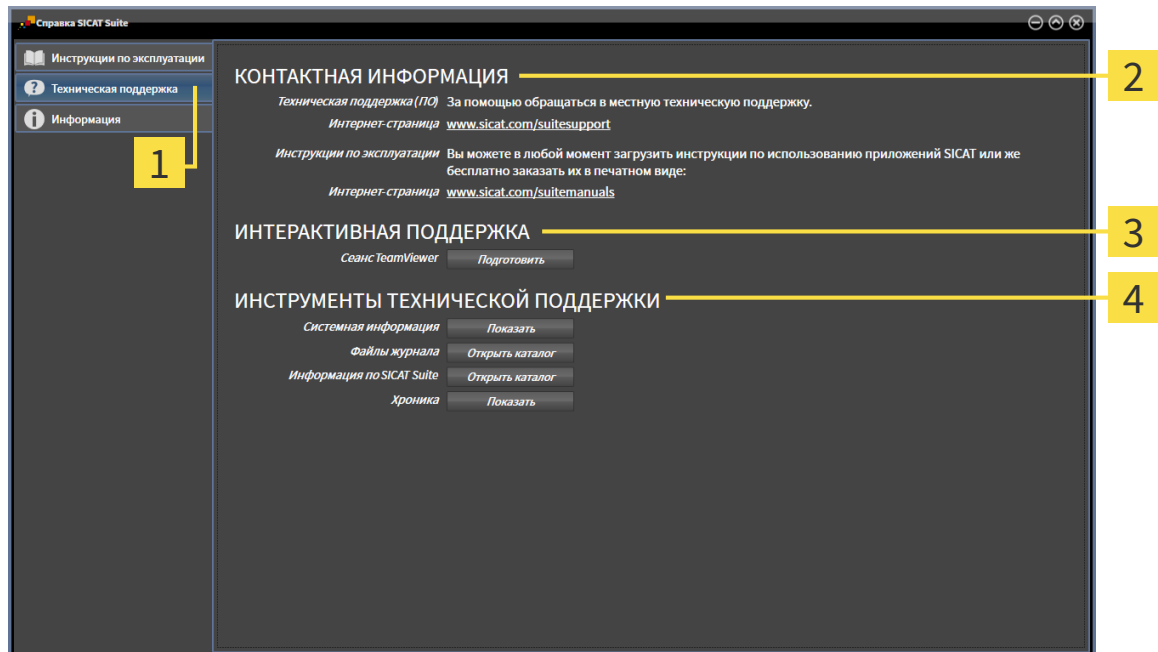 Справка SICAT Suite
Инструкции по эксплуатации
Техническая поддержка
Информация
1
КОНТАКТНАЯ ИНФОРМАЦИЯ
2
Техническая поддержка (ПО) За помощью обращаться в местную техническую поддержку.
Интернет-страница www.sicat.com/suitesupport
Инструкции по эксплуатации Вы можете в любой момент загрузить инструкции по использованию приложений SICAT или же
бесплатно заказать их в печатном виде:
Интернет-страница www.sicat.com/suitemanuals
ИНТЕРАКТИВНАЯ ПОДДЕРЖКА
3
Сеанс TeamViewer Подготовить
ИНСТРУМЕНТЫ ТЕХНИЧЕСКОЙ ПОДДЕРЖКИ
4
Системная информация Показать
Файлы журнала Открыть каталог
Информация по SICAT Suite Открыть каталог
Хроника Показать